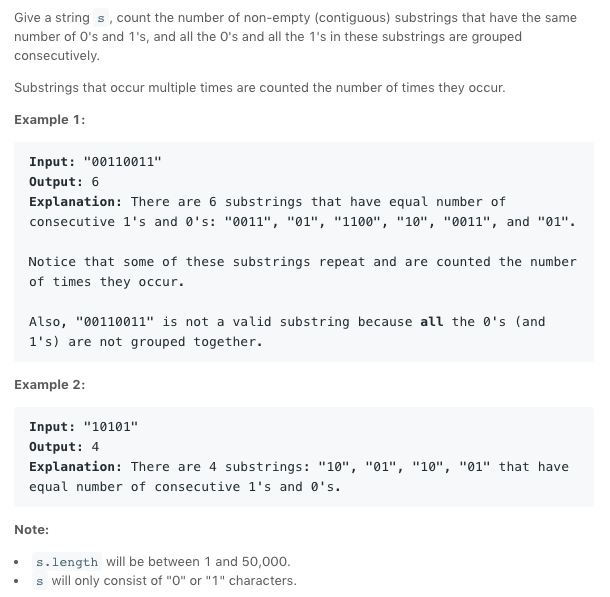 Give a string s , count the number of non-empty (contiguous) substrings that have the same
number of 0's and 1's, and all the 0's and all the 1's in these substrings are grouped
consecutively.
Substrings that occur multiple times are counted the number of times they occur.
Example 1:
Input: "00110011"
Output: 6
Explanation: There are 6 substrings that have equal number of
consecutive 1's and 0's: "0011", "01", "1100", "10", "0011", and "01".
Notice that some of these substrings repeat and are counted the number
of times they occur.
Also, "00110011" is not a valid substring because all the 0's (and
1's) are not grouped together.
Example 2:
Input: "10101"
Output: 4
Explanation: There are 4 substrings: "10", "01", "10", "01" that have
equal number of consecutive 1's and 0's.
Note:
• s.length will be between 1 and 50,000.
• s will only consist of "0" or "1" characters.